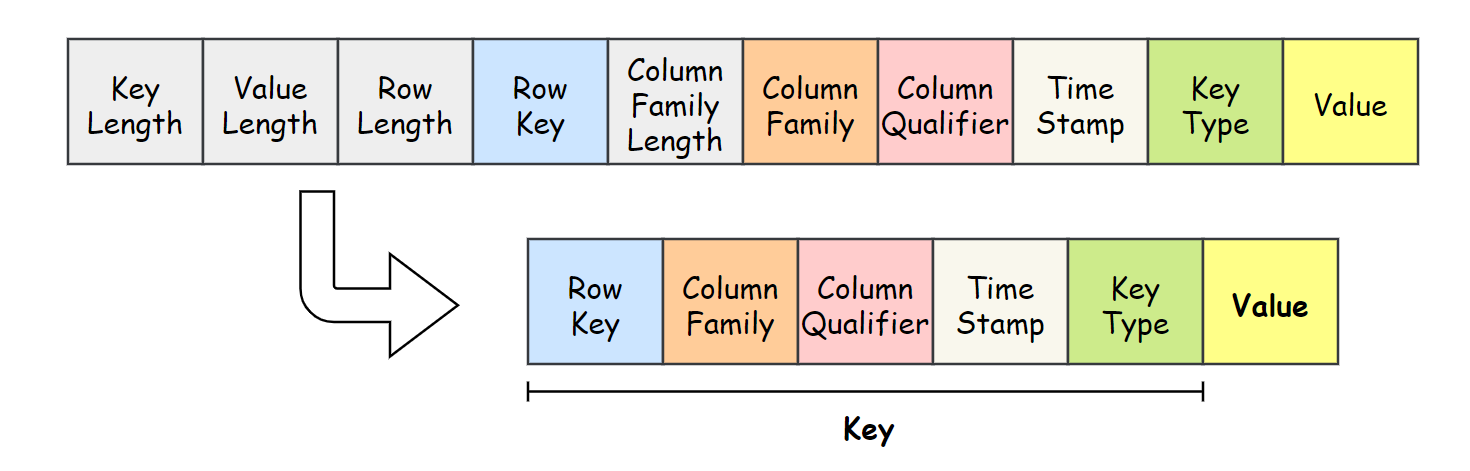 Key
Length
Value
Length
Row
Length
Row
Key
Column
Family
Length
Column
Family
Column
Qualifier
Time
Stamp
Key
Type
Value
Row
Key
Column
Family
Column
Qualifier
Time
Stamp
Key
Type
Value
Key